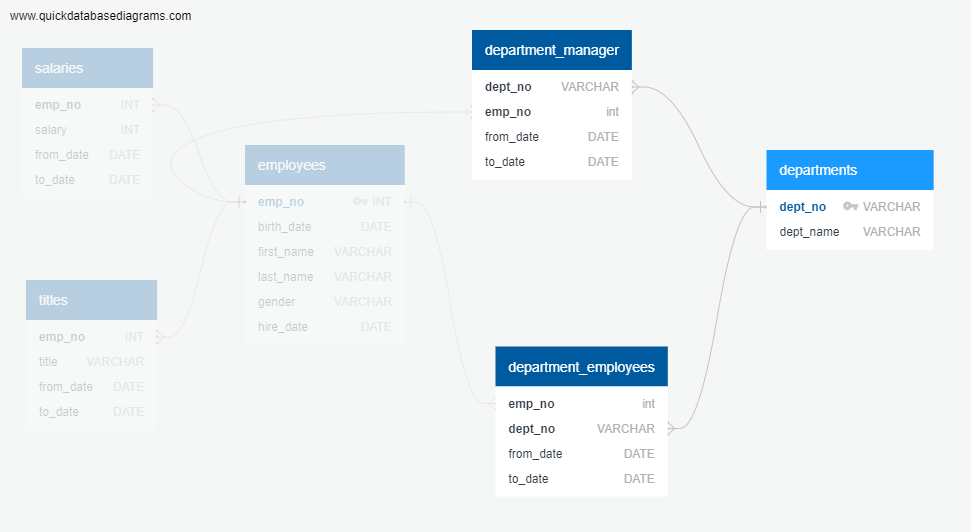 www.quickdatabasediagrams.com
salaries
emp_no INT
salary INT
from_date DATE
to_date DATE
titles
emp_no INT
title VARCHAR
from_date DATE
to_date DATE
employees
emp_no INT
birth_date DATE
first_name VARCHAR
last_name VARCHAR
gender VARCHAR
hire_date DATE
department_manager
dept_no VARCHAR
emp_no int
from_date DATE
to_date DATE
department_employees
emp_no int
dept_no VARCHAR
from_date DATE
to_date DATE
departments
dept_no VARCHAR
dept_name VARCHAR